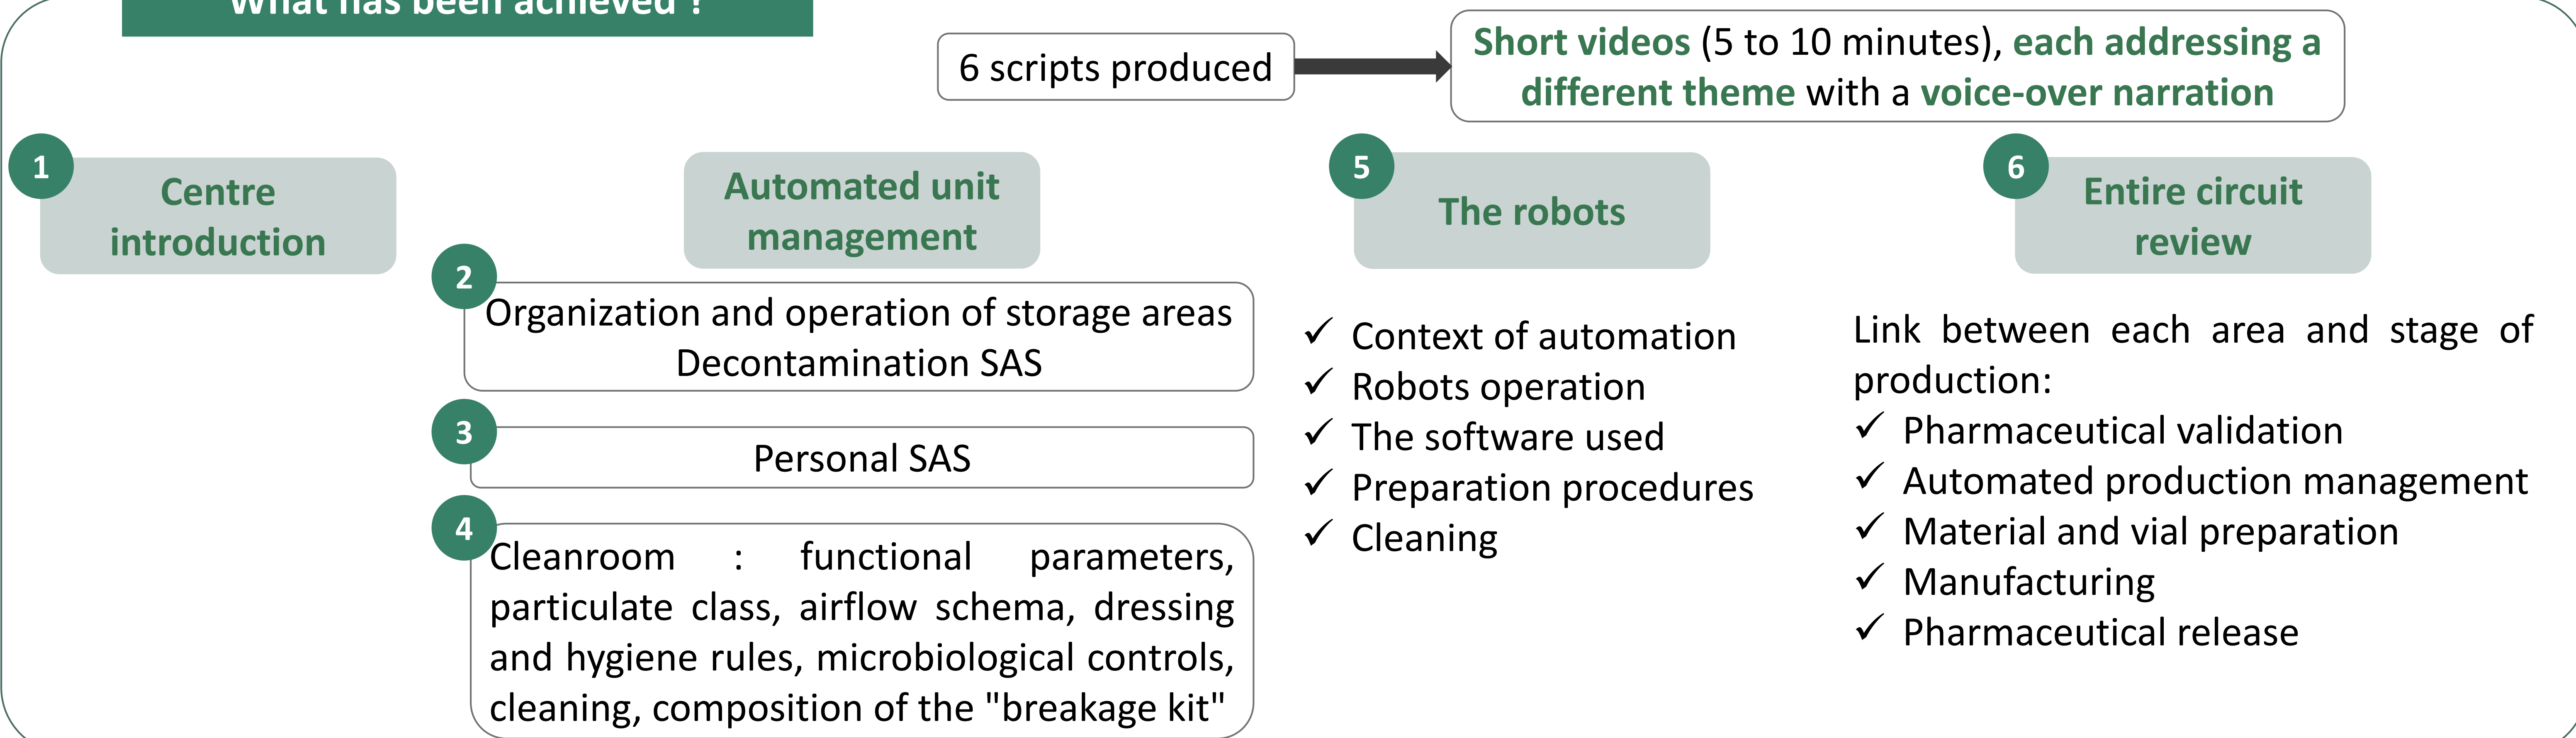 What has been achieved ?
6 scripts produced
Short videos (5 to 10 minutes), each addressing a
different theme with a voice-over narration
1
Centre
introduction
Automated unit
management
2
Organization and operation of storage areas
Decontamination SAS
3
Personal SAS
4
Cleanroom : functional parameters,
particulate class, airflow schema, dressing
and hygiene rules, microbiological controls,
cleaning, composition of the "breakage kit"
5
The robots
✓ Context of automation
✓ Robots operation
✓ The software used
✓ Preparation procedures
✓ Cleaning
6
Entire circuit
review
Link between each area and stage of
production:
✓ Pharmaceutical validation
✓ Automated production management
✓ Material and vial preparation
✓ Manufacturing
✓ Pharmaceutical release